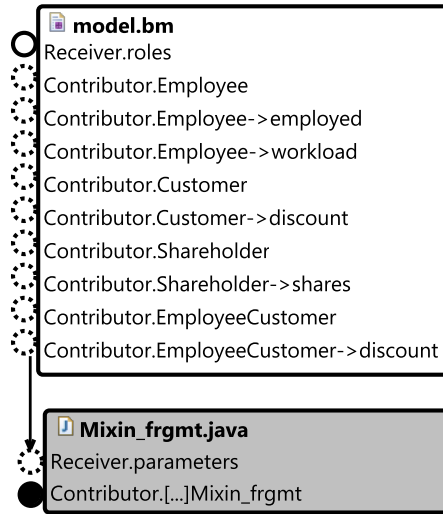 model.bm
Receiver.roles
Contributor.Employee
Contributor.Employee->employed
Contributor.Employee->workload
Contributor.Customer
Contributor.Customer->discount
Contributor.Shareholder
Contributor.Shareholder->shares
Contributor.EmployeeCustomer
Contributor.EmployeeCustomer->discount
Mixin_frgmt.java
Receiver.parameters
Contributor.[...]Mixin_frgmt